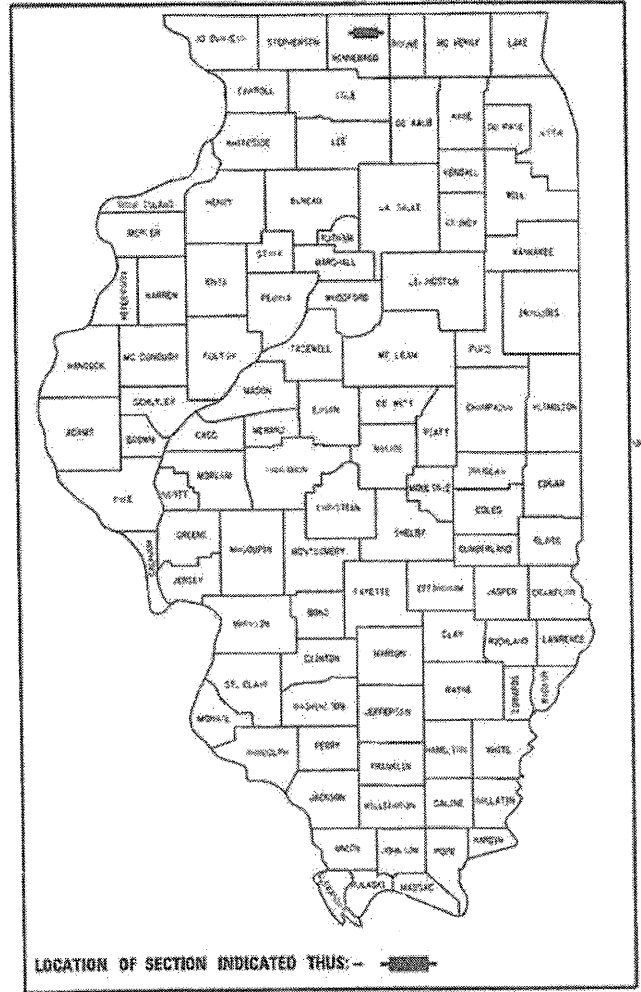 JO DAVIESS STEPHENSON WINNEBAGO BOONE MC HENRY LAKE
CARROLL OGLE DE KALB KANE DU PAGE COOK
WHITESIDE LEE KENDALL
ROCK ISLAND HENRY BUREAU LA SALLE GRUNDY WILL
MERCER STARK PUTNAM MARSHALL KANKAKEE
HENDERSON WARREN KNOX PEORIA WOODFORD LIVINGSTON IROQUOIS
HANCOCK MC DONOUGH FULTON TAZEWELL MC LEAN FORD
SCHUYLER MASON LOGAN DE WITT CHAMPAIGN VERMILION
ADAMS BROWN CASS MENARD MACON PIATT
PIKE SCOTT MORGAN SANGAMON MOULTRIE DOUGLAS EDGAR
CHRISTIAN COLES
CALHOUN GREENE MACOUPIN MONTGOMERY SHELBY CUMBERLAND CLARK
JERSEY FAYETTE EFFINGHAM JASPER CRAWFORD
MADISON BOND CLAY RICHLAND LAWRENCE
CLINTON MARION
ST. CLAIR WASHINGTON WAYNE EDWARDS WABASH
MONROE JEFFERSON
RANDOLPH PERRY FRANKLIN HAMILTON WHITE
JACKSON WILLIAMSON SALINE GALLATIN
UNION JOHNSON POPE HARDIN
ALEXANDER PULASKI MASSAC
LOCATION OF SECTION INDICATED THUS:-